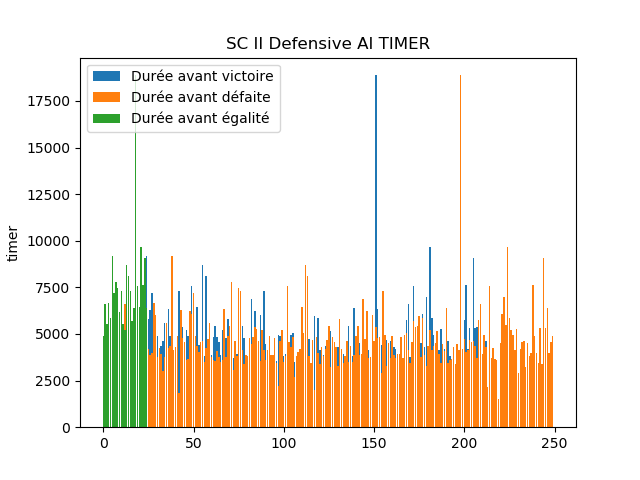 SC II Defensive AI TIMER
Durée avant victoire
Durée avant défaite
Durée avant égalité
timer
17500
15000
12500
10000
7500
5000
2500
0
0 50 100 150 200 250